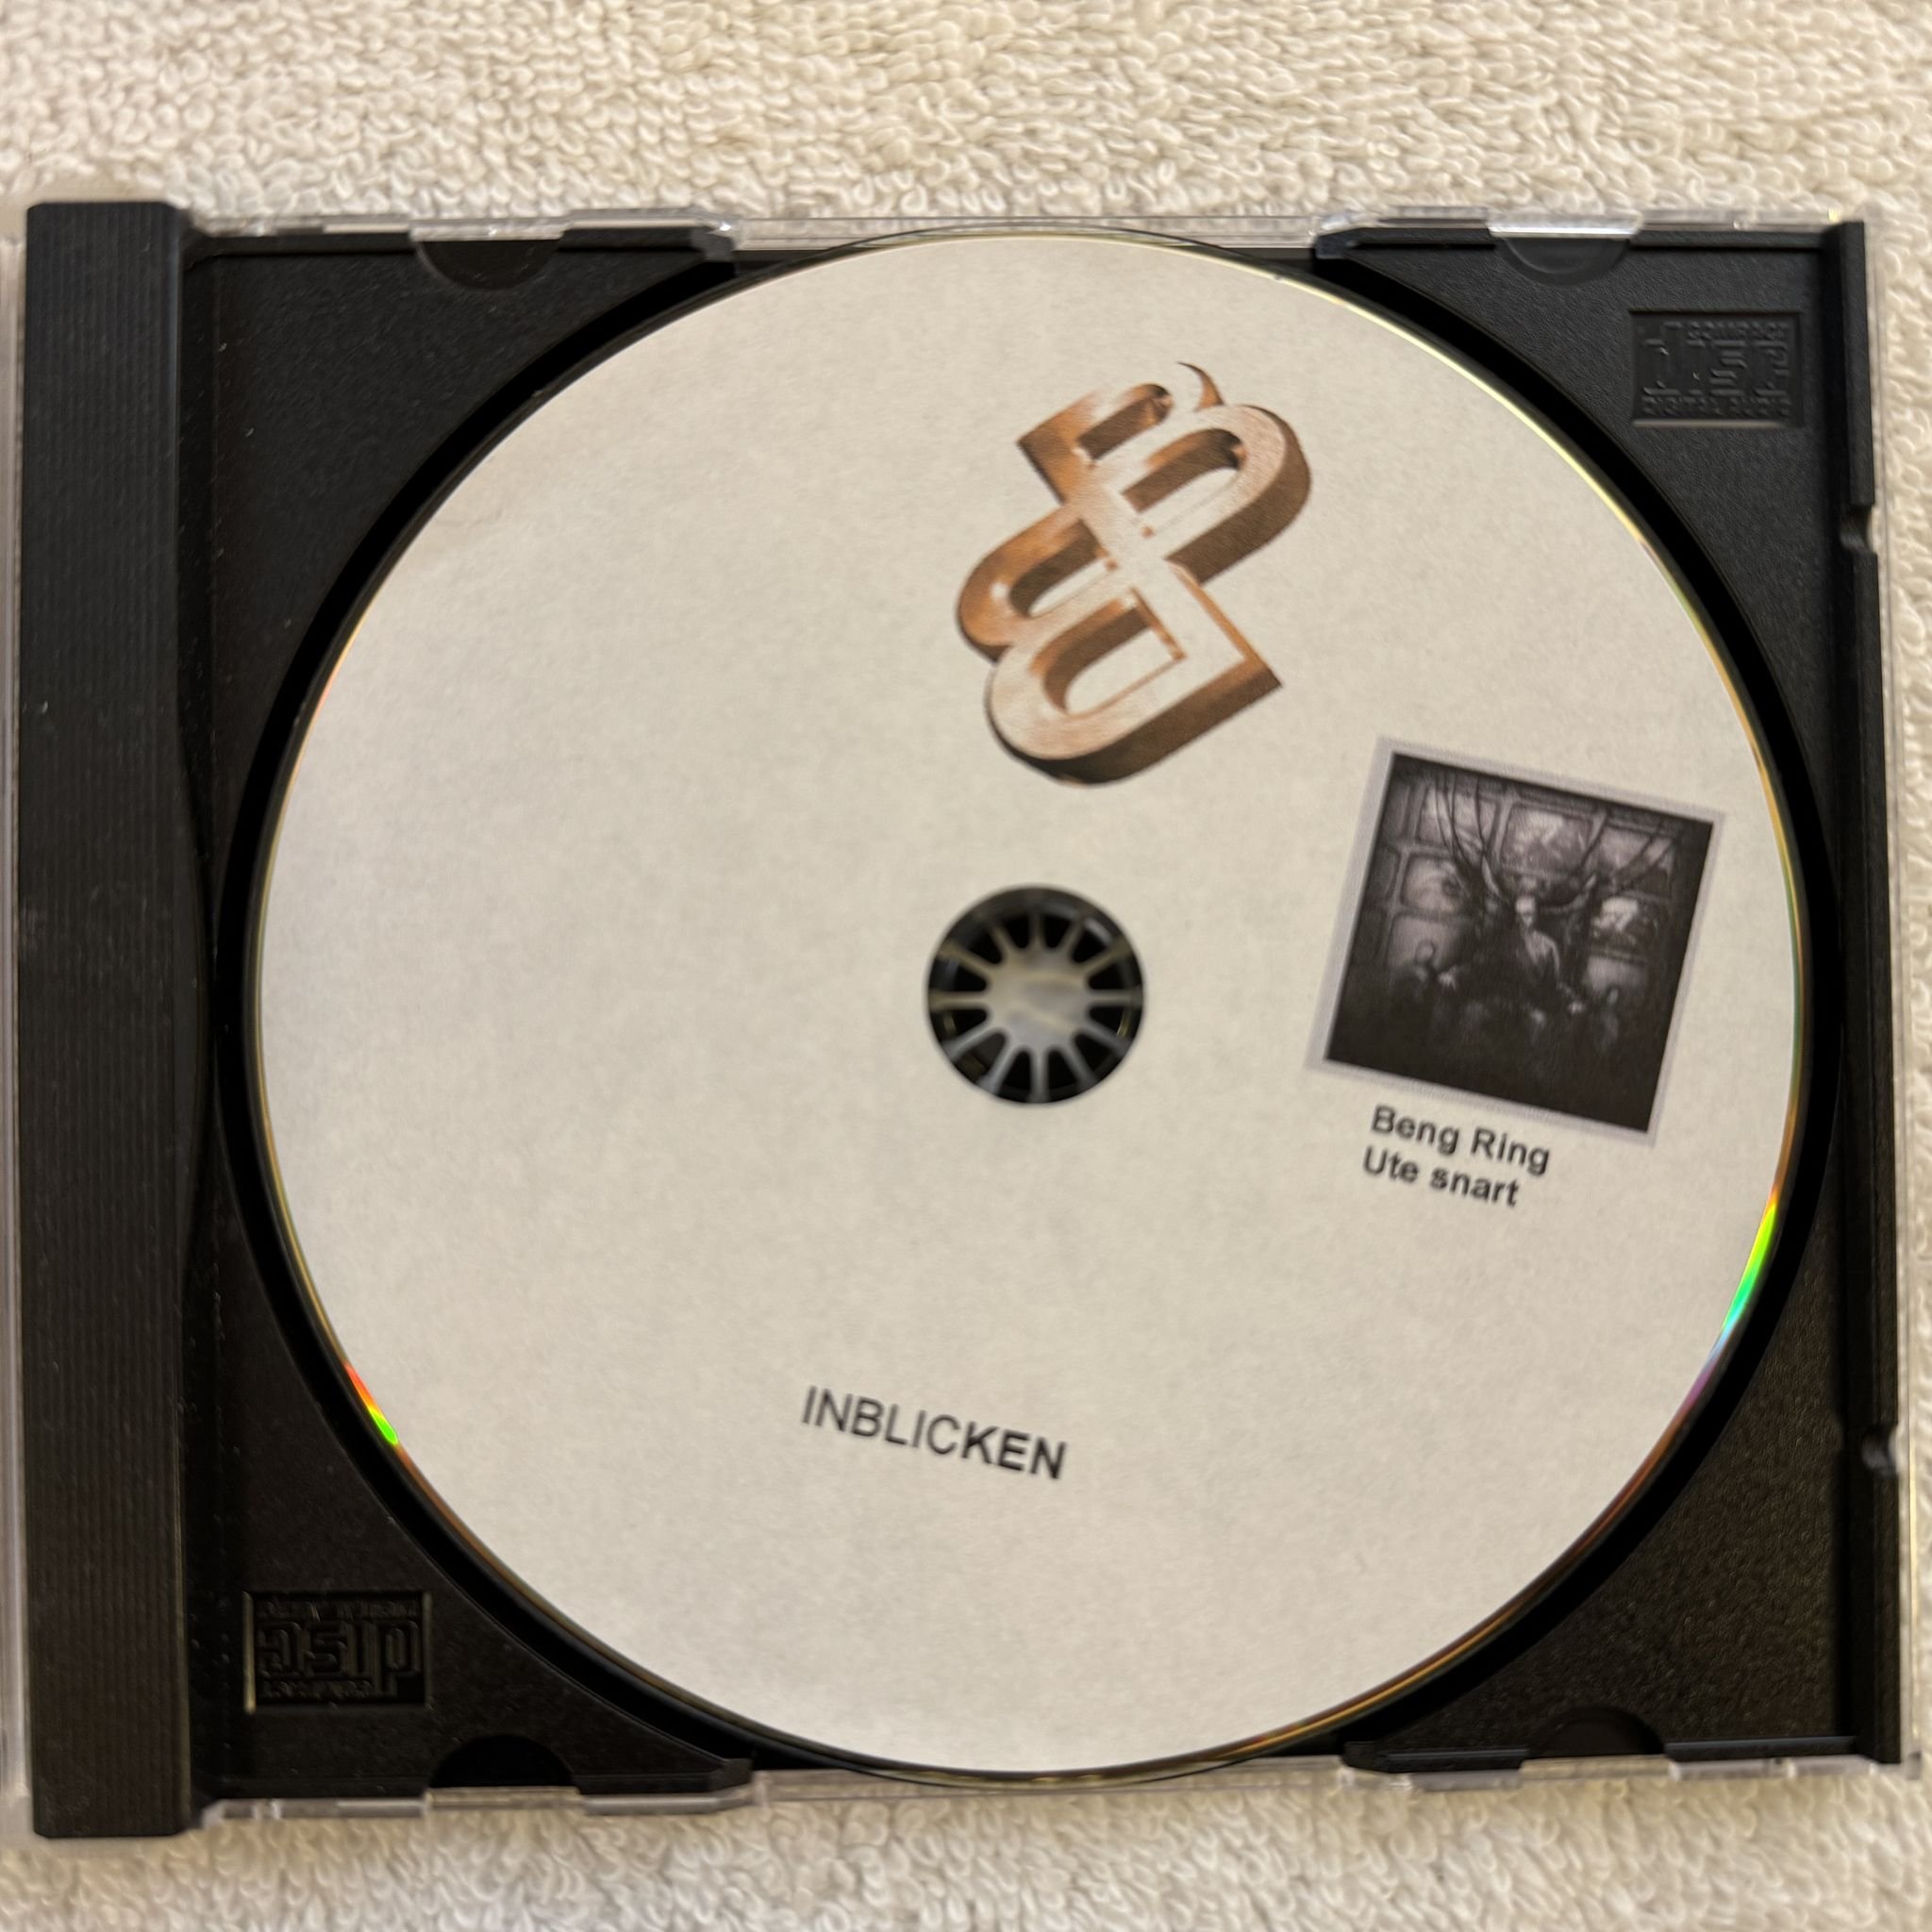 Beng Ring
Ute snart
INBLICKEN